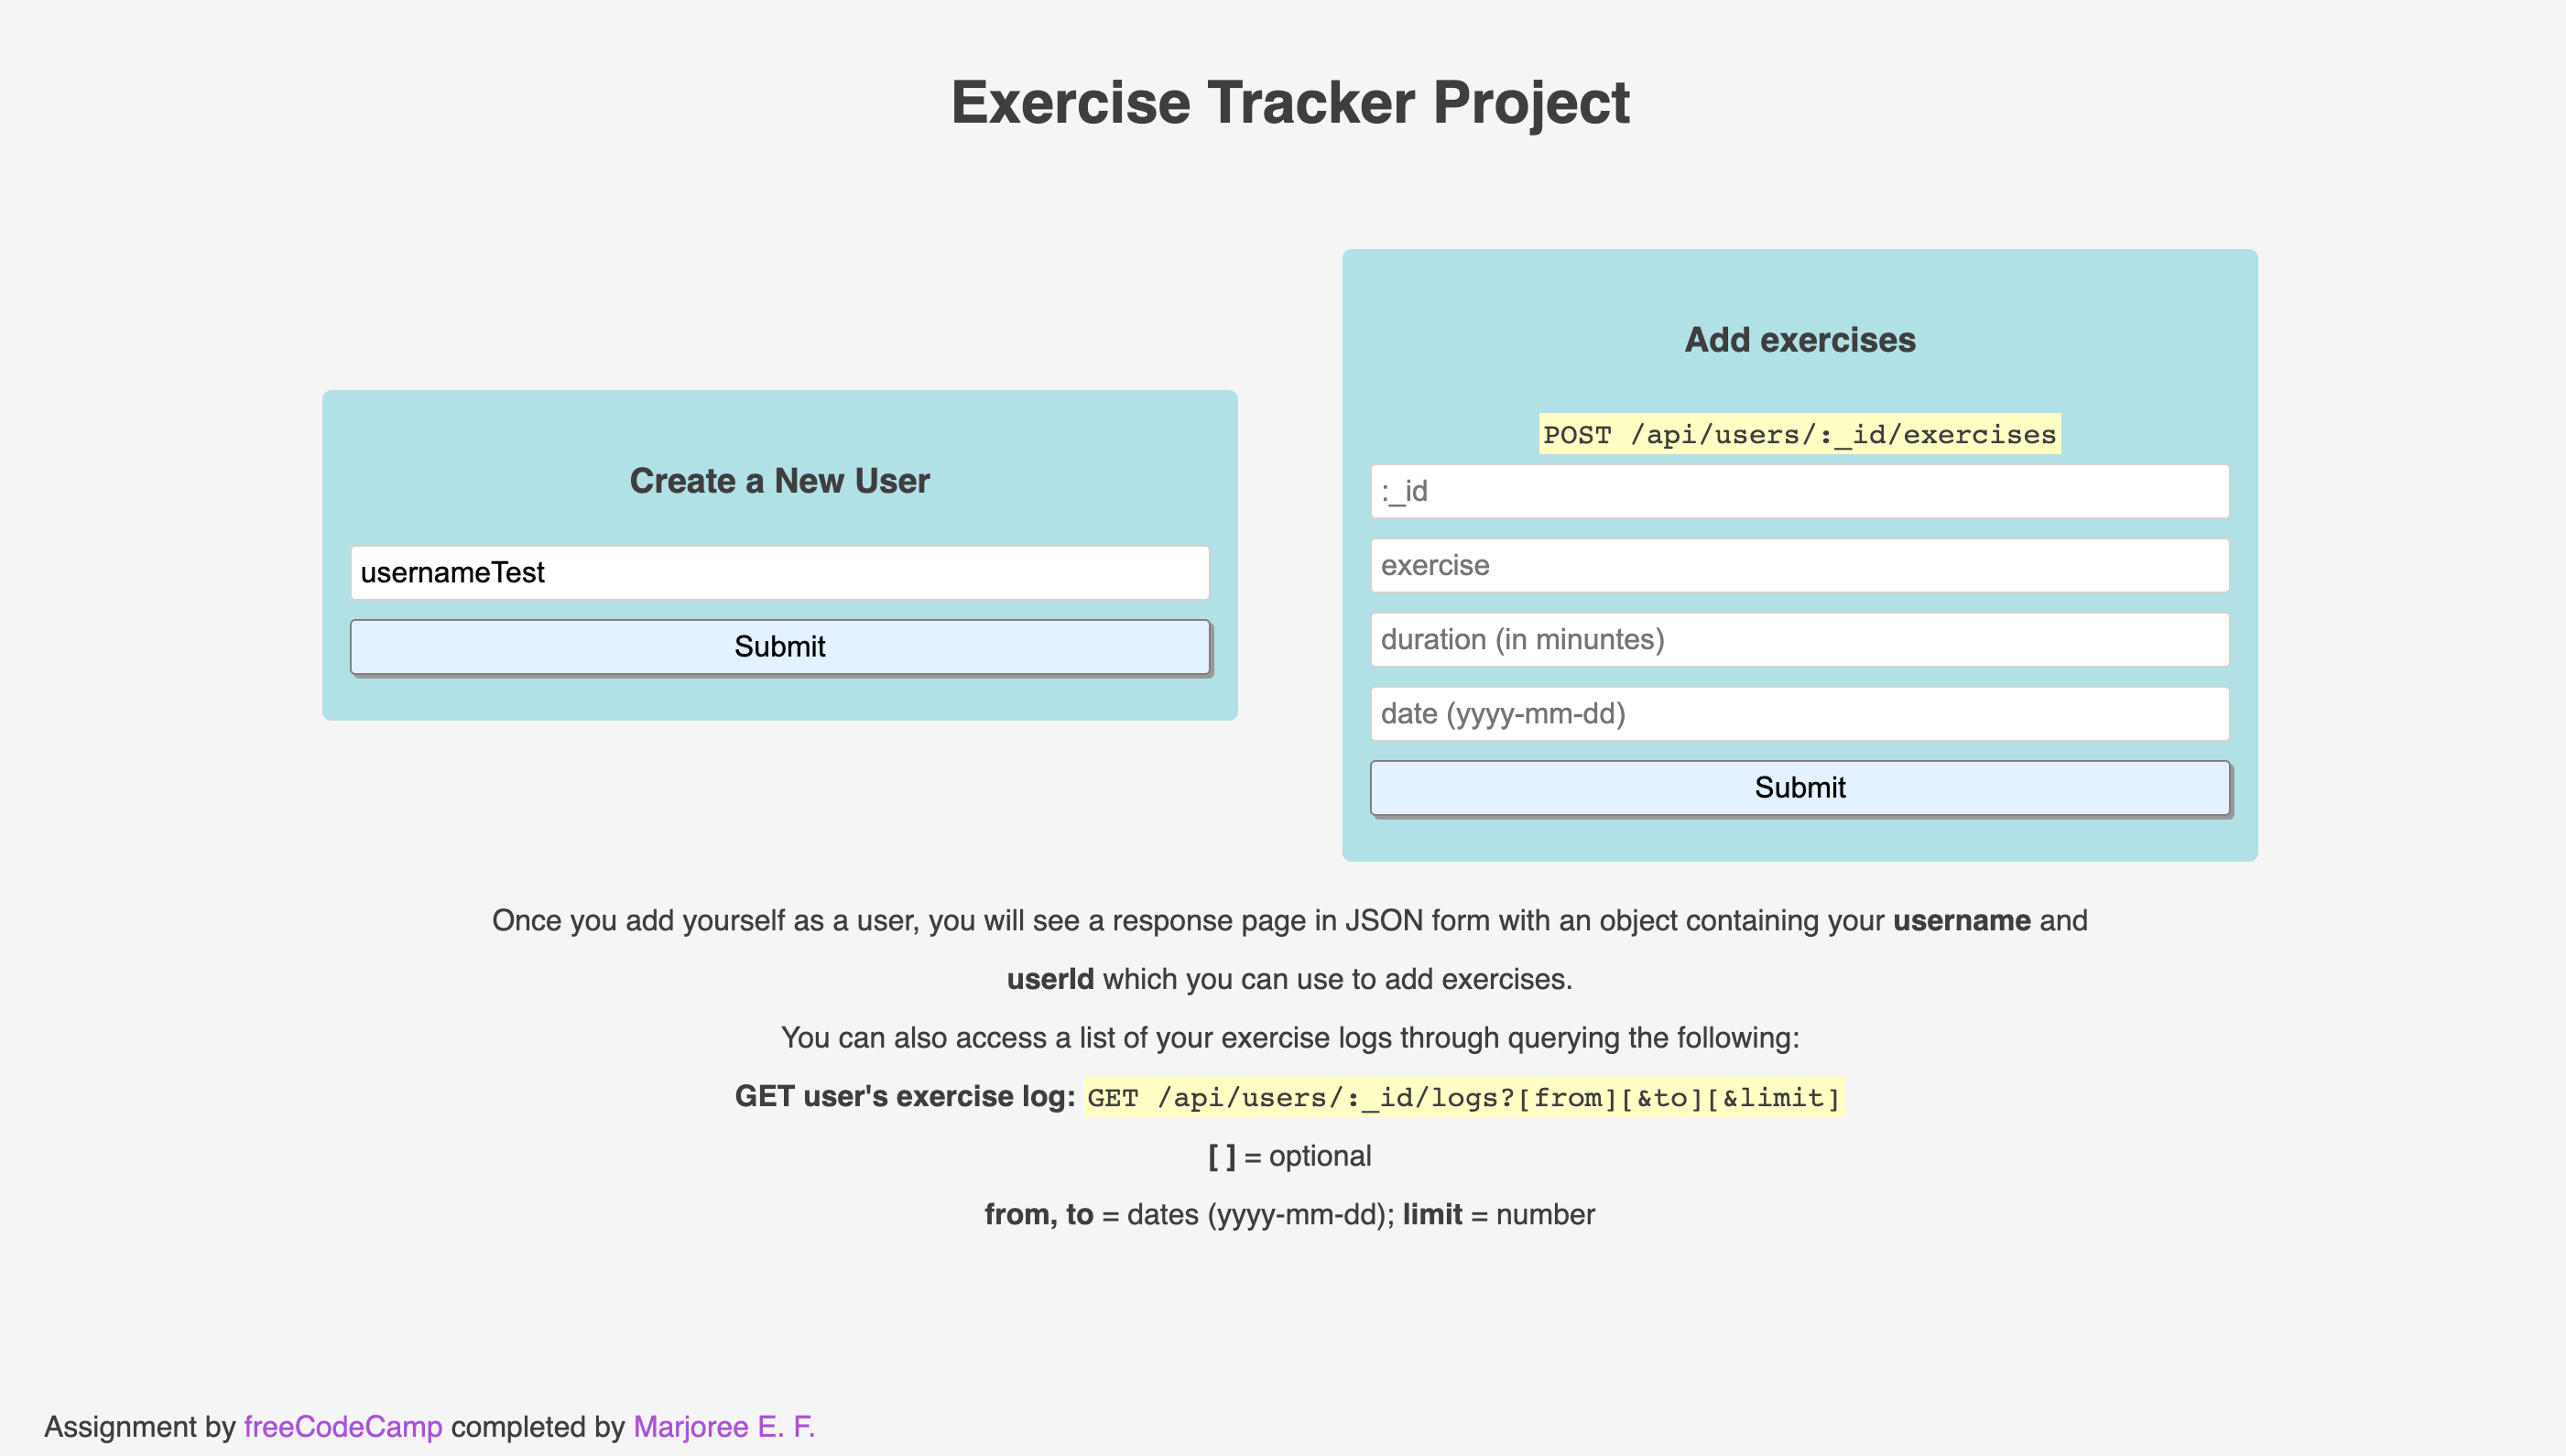 Exercise Tracker Project
Create a New User
usernameTest
Submit
Add exercises
POST /api/users/:_id/exercises
:_id
exercise
duration (in minuntes)
date (yyyy-mm-dd)
Submit
Once you add yourself as a user, you will see a response page in JSON form with an object containing your username and
userId which you can use to add exercises.
You can also access a list of your exercise logs through querying the following:
GET user's exercise log: GET /api/users/:_id/logs?[from][&to][&limit]
[ ] = optional
from, to = dates (yyyy-mm-dd); limit = number
Assignment by freeCodeCamp completed by Marjoree E. F.